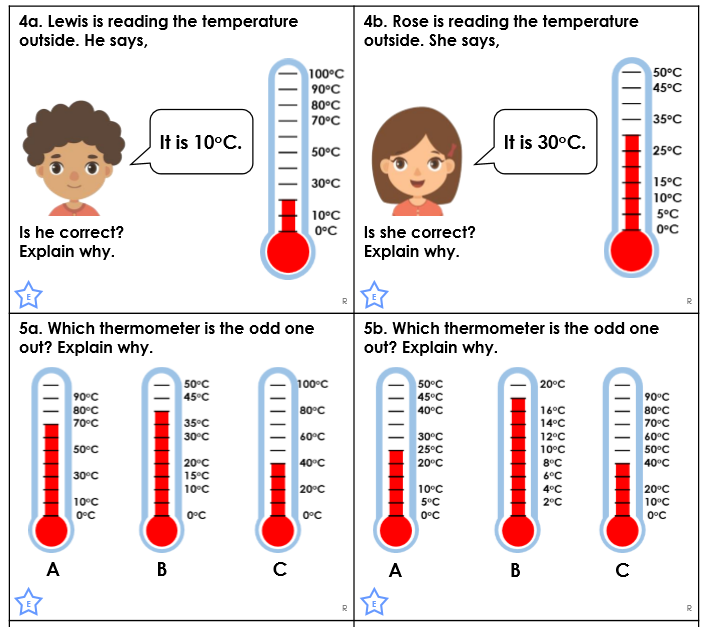 4a. Lewis is reading the temperature
outside. He says,
It is 10°C.
100°C
90°C
80°C
70°C
50°C
30°C
10°C
0°C
Is he correct?
Explain why.
E
R
4b. Rose is reading the temperature
outside. She says,
It is 30°C.
50°C
45°C
35°C
25°C
15°C
10°C
5°C
0°C
Is she correct?
Explain why.
E
R
5a. Which thermometer is the odd one
out? Explain why.
90°C
80°C
70°C
50°C
30°C
10°C
0°C
A
50°C
45°C
35°C
30°C
20°C
15°C
10°C
0°C
B
100°C
80°C
60°C
40°C
20°C
0°C
C
E
R
5b. Which thermometer is the odd one
out? Explain why.
50°C
45°C
40°C
30°C
25°C
20°C
10°C
5°C
0°C
A
20°C
16°C
14°C
12°C
10°C
8°C
6°C
4°C
2°C
B
90°C
80°C
70°C
60°C
50°C
40°C
20°C
10°C
0°C
C
E
R